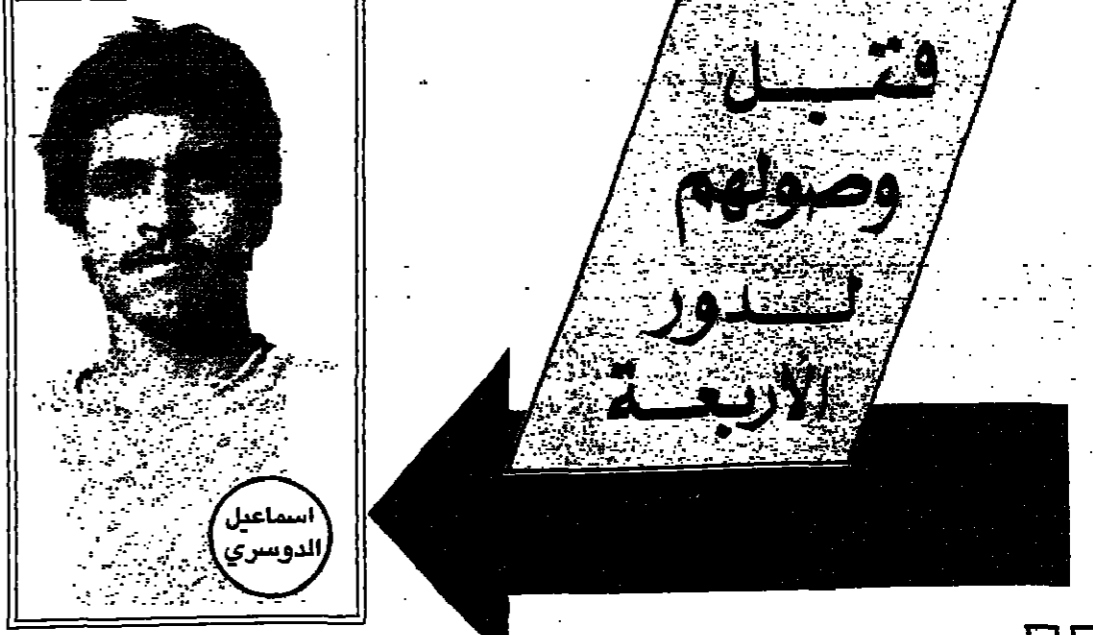 قبل
وصولهم
لدور
الاربعة
اسماعيل
الدوسري